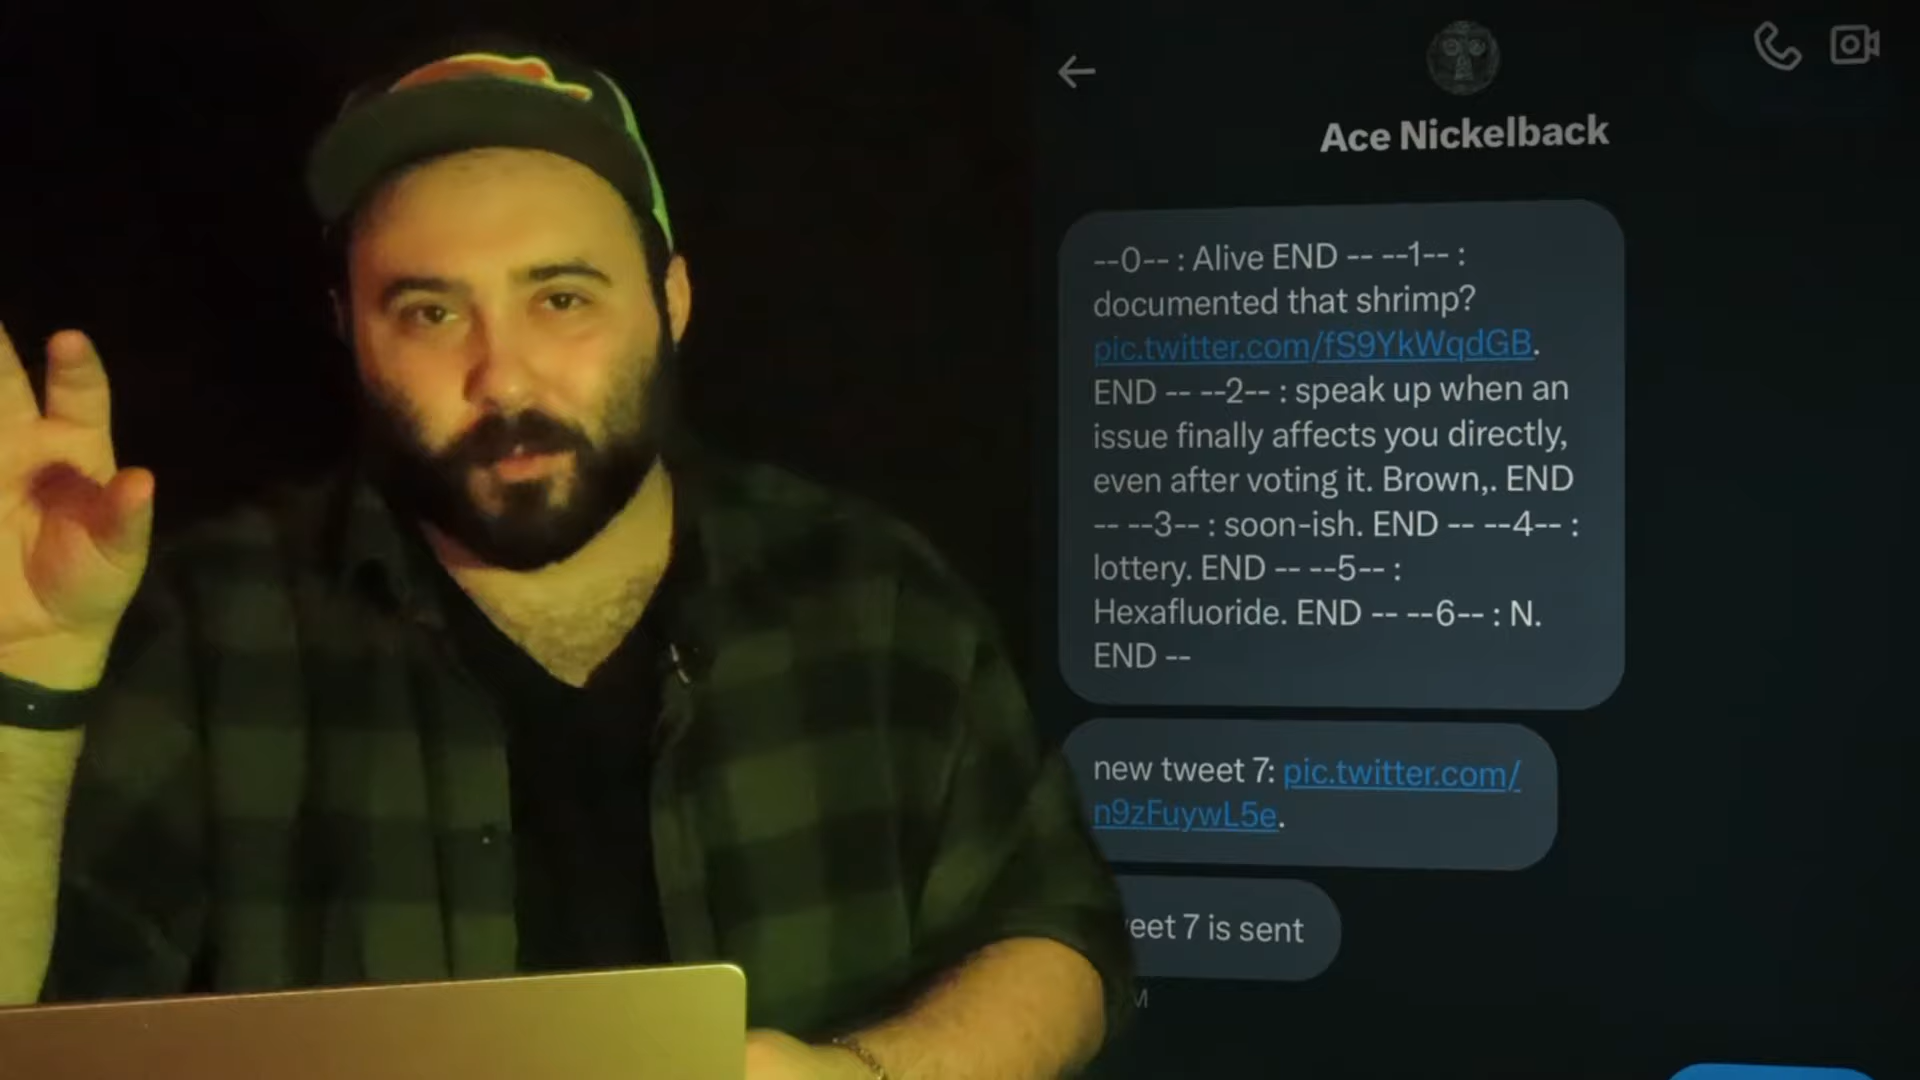 Ace Nickelback
--0-- : Alive END -- --1-- :
documented that shrimp?
pic.twitter.com/fS9YkWqdGB.
END -- --2-- : speak up when an
issue finally affects you directly,
even after voting it. Brown,. END
-- --3-- : soon-ish. END -- --4-- :
lottery. END -- --5-- :
Hexafluoride. END -- --6-- : N.
END --
new tweet 7: pic.twitter.com/
n9zFuywL5e.
7 is sent